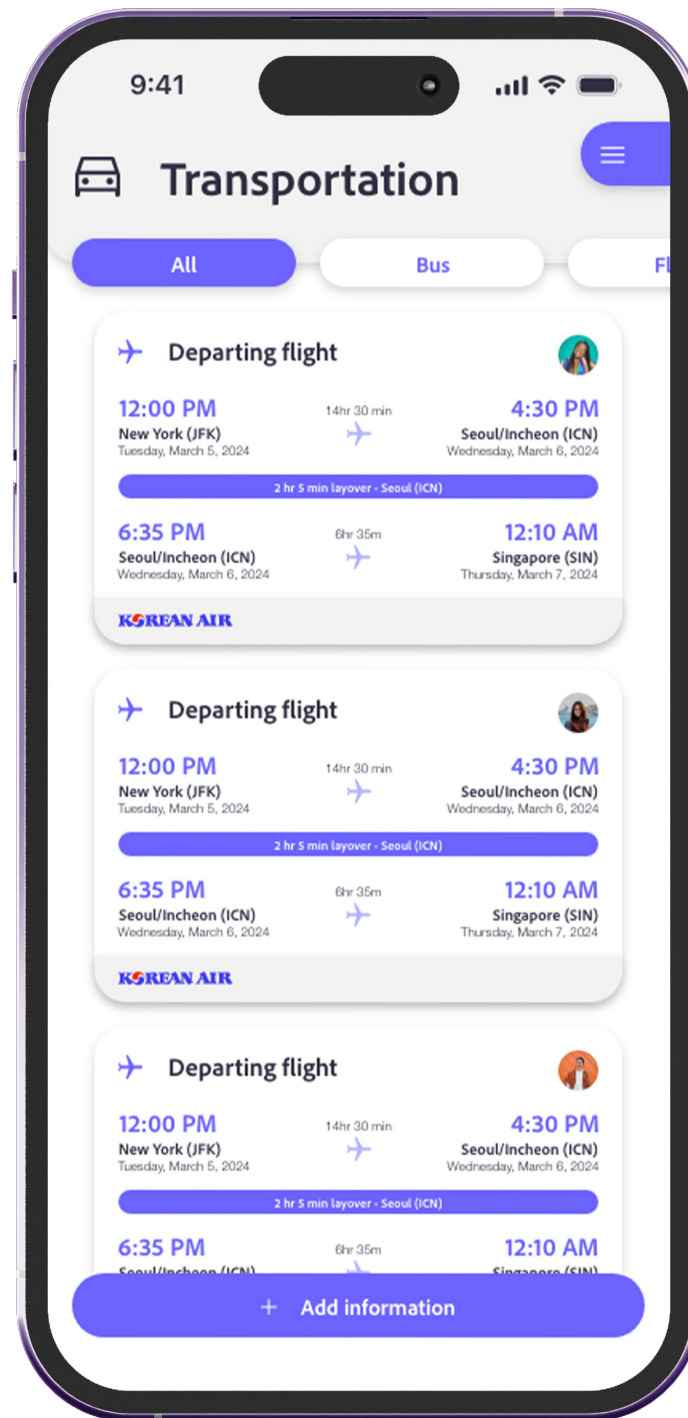 9:41
Transportation
All Bus Fl
Departing flight
12:00 PM 14hr 30 min 4:30 PM
New York (JFK) Seoul/Incheon (ICN)
Tuesday, March 5, 2024 Wednesday, March 6, 2024
2 hr 5 min layover - Seoul (ICN)
6:35 PM 6hr 35m 12:10 AM
Seoul/Incheon (ICN) Singapore (SIN)
Wednesday, March 6, 2024 Thursday, March 7, 2024
KOREAN AIR
Departing flight
12:00 PM 14hr 30 min 4:30 PM
New York (JFK) Seoul/Incheon (ICN)
Tuesday, March 5, 2024 Wednesday, March 6, 2024
2 hr 5 min layover - Seoul (ICN)
6:35 PM 6hr 35m 12:10 AM
Seoul/Incheon (ICN) Singapore (SIN)
Wednesday, March 6, 2024 Thursday, March 7, 2024
KOREAN AIR
Departing flight
12:00 PM 14hr 30 min 4:30 PM
New York (JFK) Seoul/Incheon (ICN)
Tuesday, March 5, 2024 Wednesday, March 6, 2024
2 hr 5 min layover - Seoul (ICN)
6:35 PM 6hr 35m 12:10 AM
Seoul/Incheon (ICN) Singapore (SIN)
+ Add information